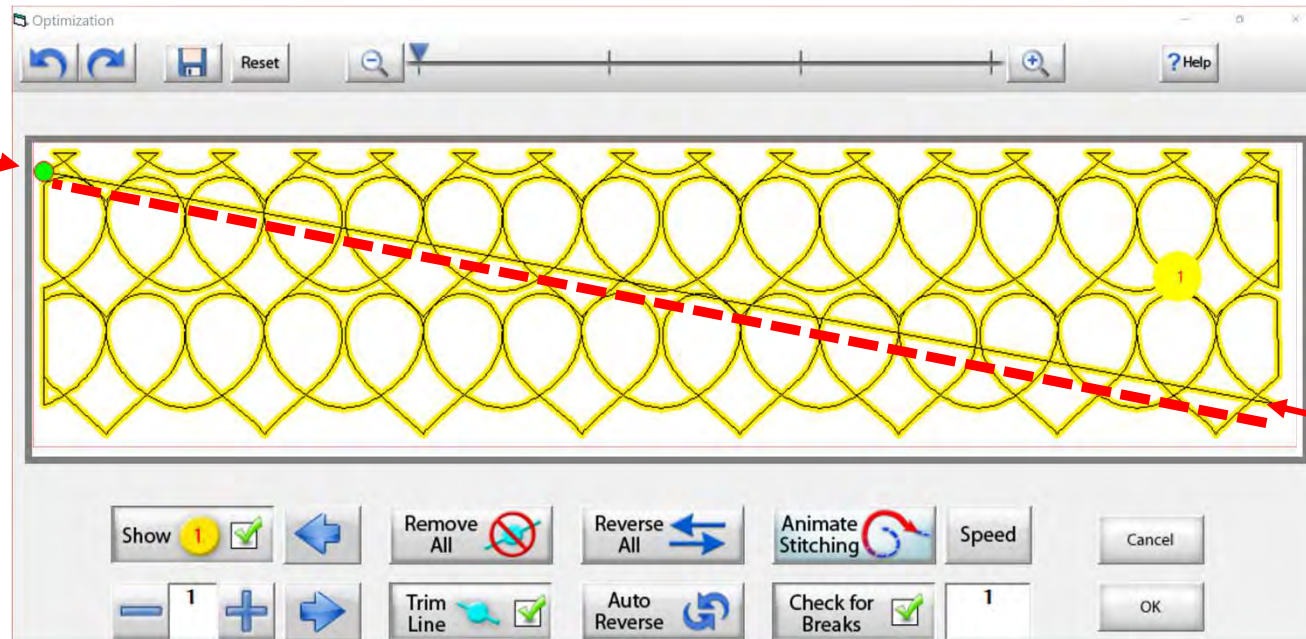 Optimization
Reset
? Help
1
Show 1
Remove All
Reverse All
Animate Stitching
Speed
Cancel
1
Trim Line
Auto Reverse
Check for Breaks
1
OK